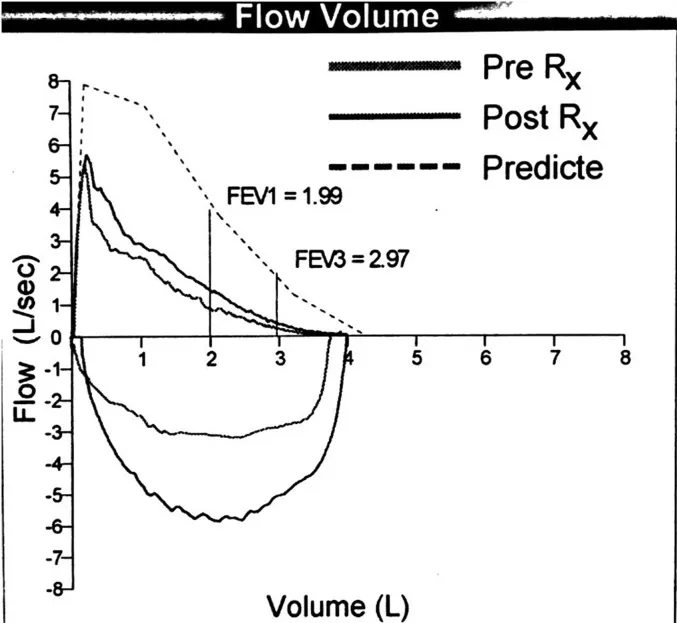 Flow Volume
Pre Rx
Post Rx
Predicte
FEV1 = 1.99
FEV3 = 2.97
8
7
6
5
4
3
2
1
0
-1
-2
-3
-4
-5
-6
-7
-8
Flow (L/sec)
1 2 3 4 5 6 7 8
Volume (L)